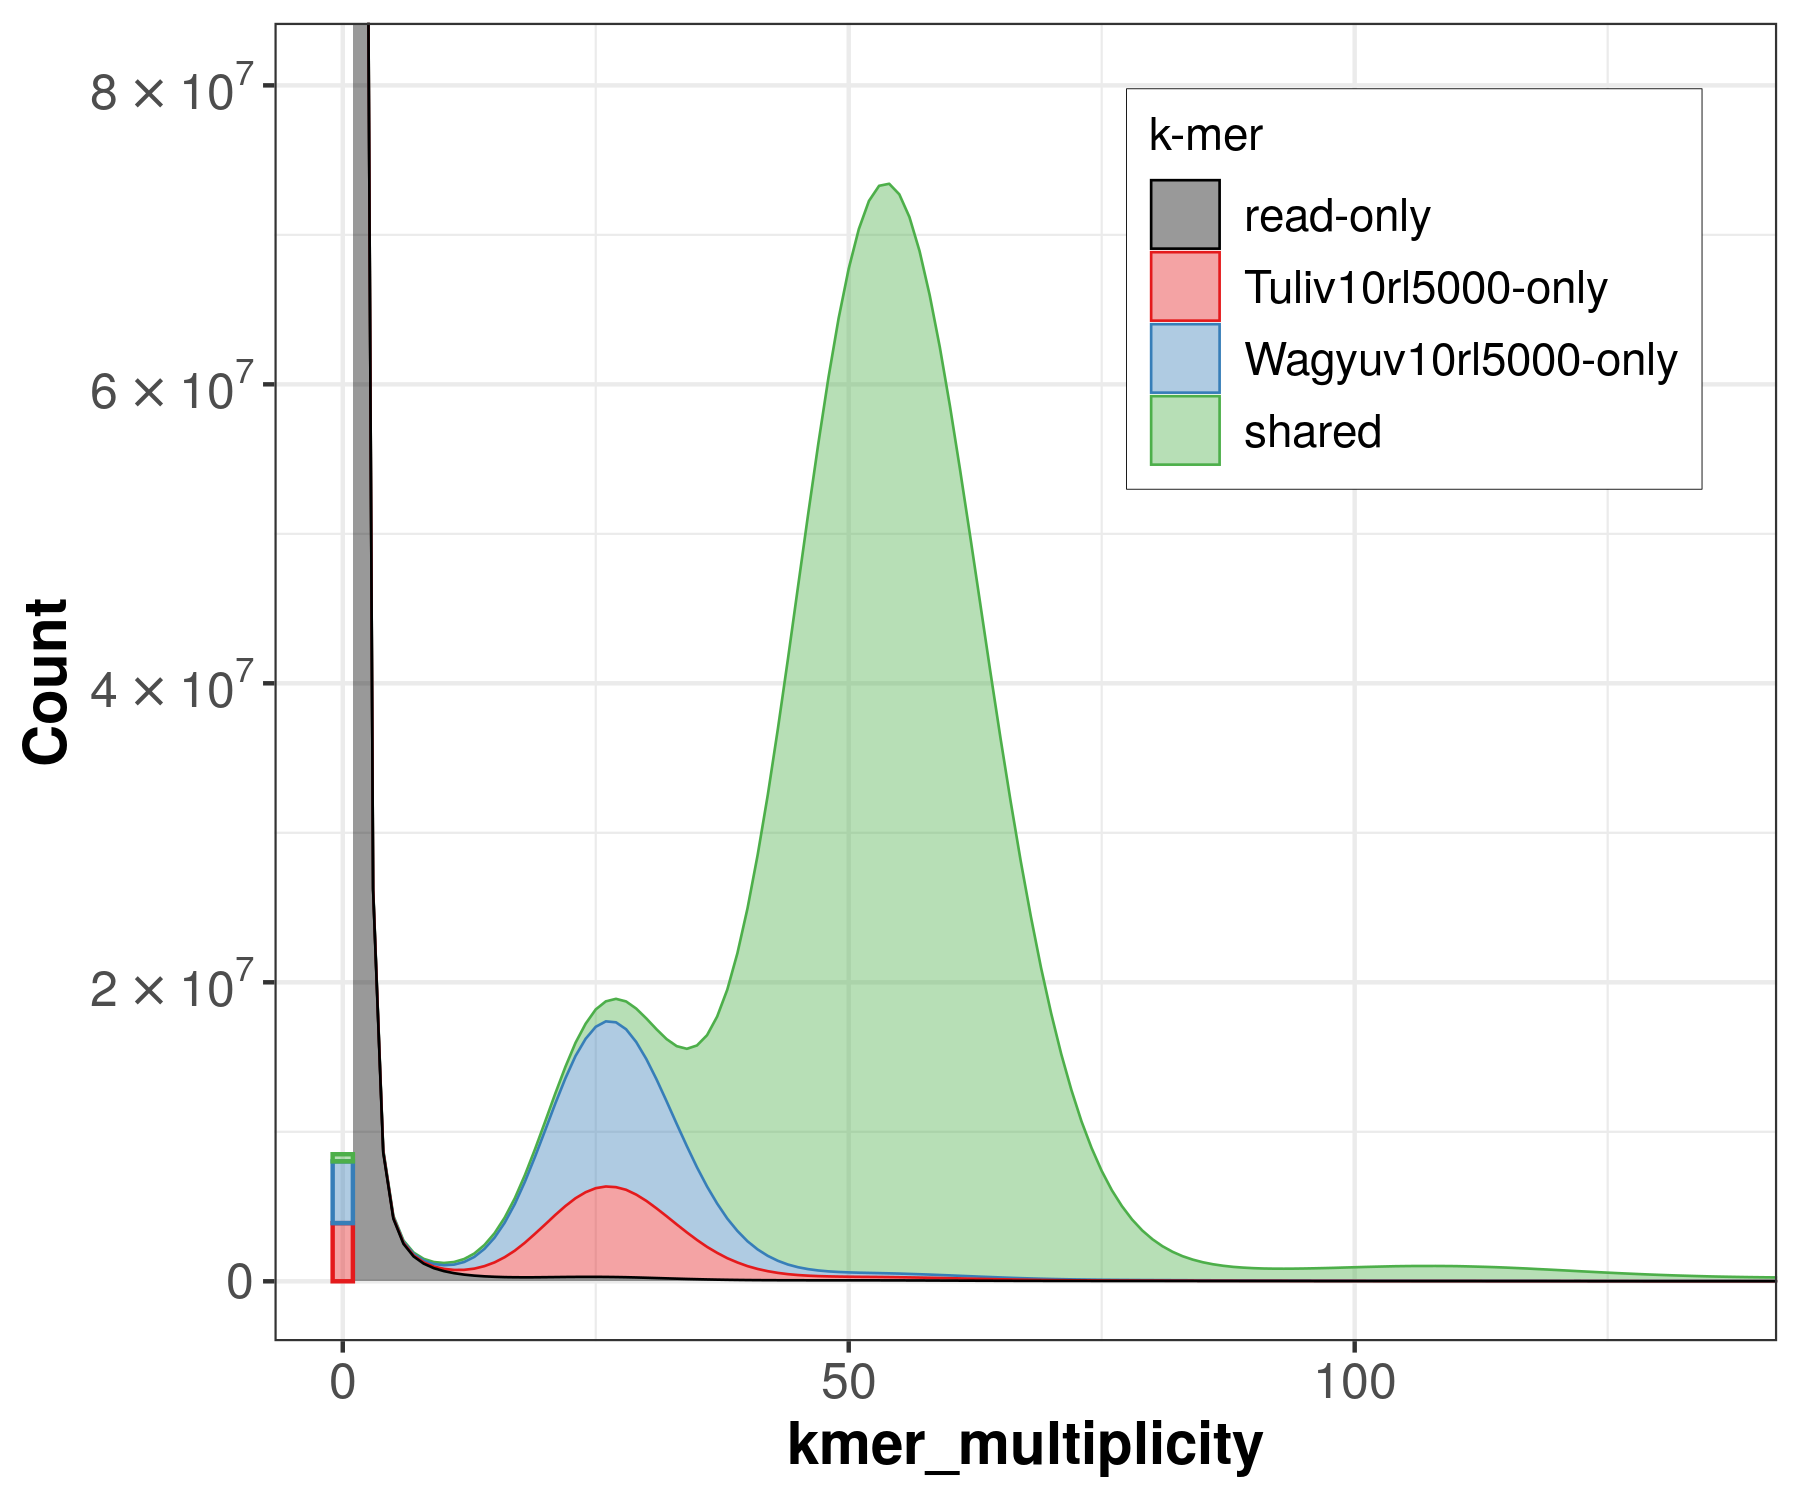 8 × 10⁷
6 × 10⁷
4 × 10⁷
2 × 10⁷
0
Count
k-mer
read-only
Tuliv10rl5000-only
Wagyuv10rl5000-only
shared
0 50 100
kmer_multiplicity